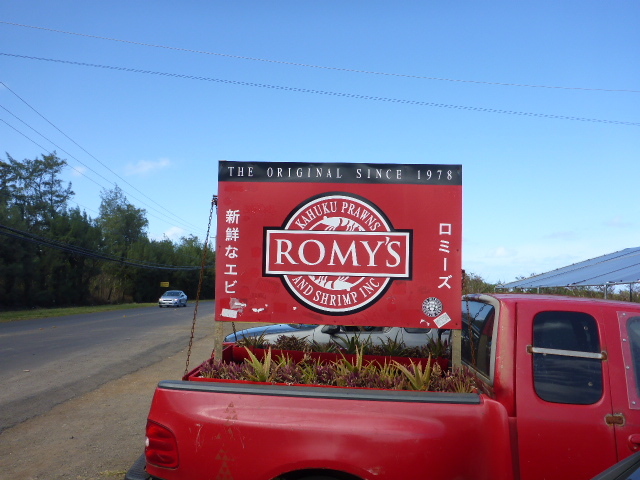 THE ORIGINAL SINCE 1978
新鮮なエビ
KAHUKU PRAWNS
ROMY'S
AND SHRIMP INC
ロミーズ